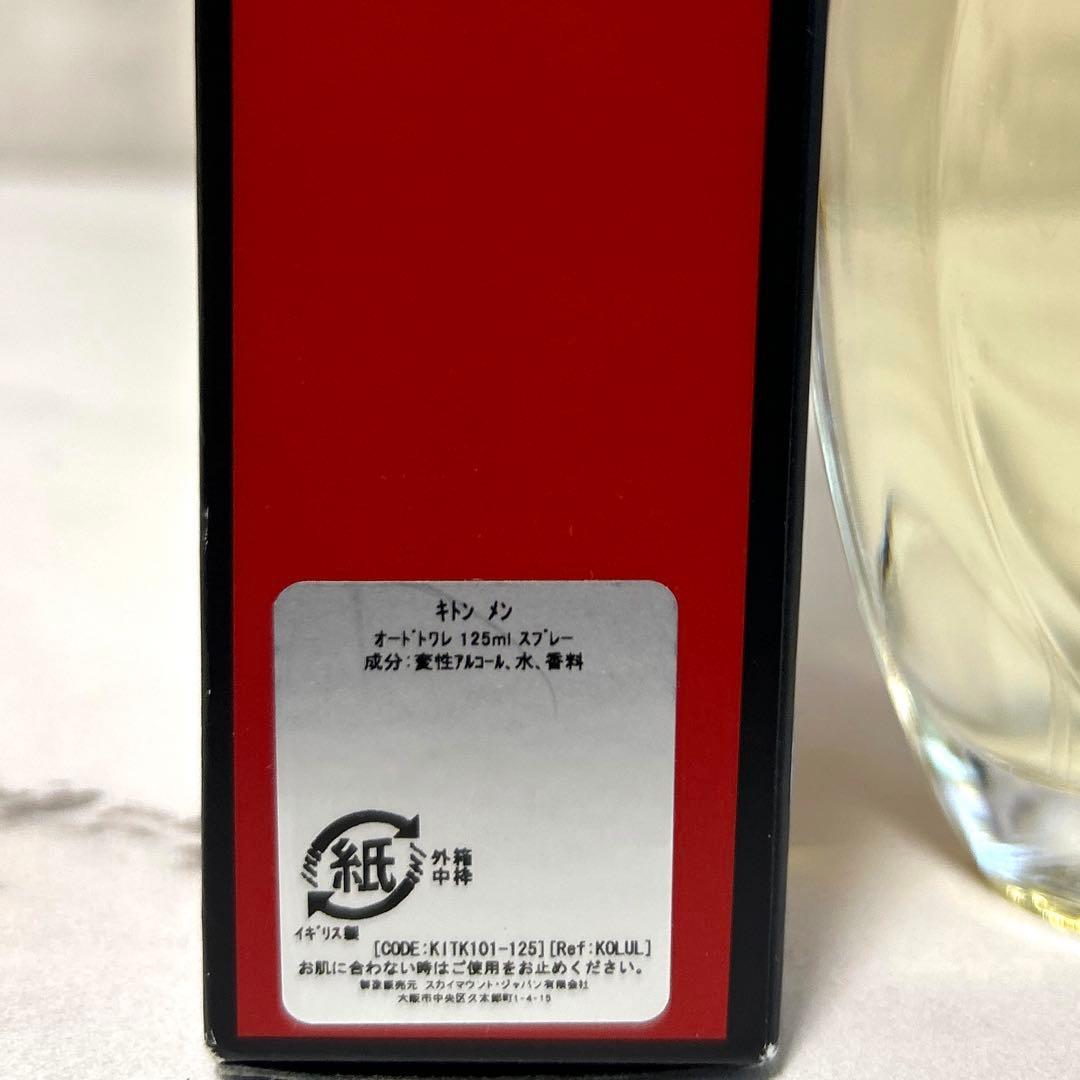 ｷﾄﾝ ﾒﾝ
ｵｰﾄﾞﾄﾜﾚ 125ml ｽﾌﾟﾚｰ
成分:変性ｱﾙｺｰﾙ、水、香料
紙
外箱
中枠
ｲｷﾞﾘｽ製
[CODE:KITK101-125][Ref:KOLUL]
お肌に合わない時はご使用をお止めください。
製造販売元 スカイマウント・ジャパン有限会社
大阪市中央区久太郎町1-4-15